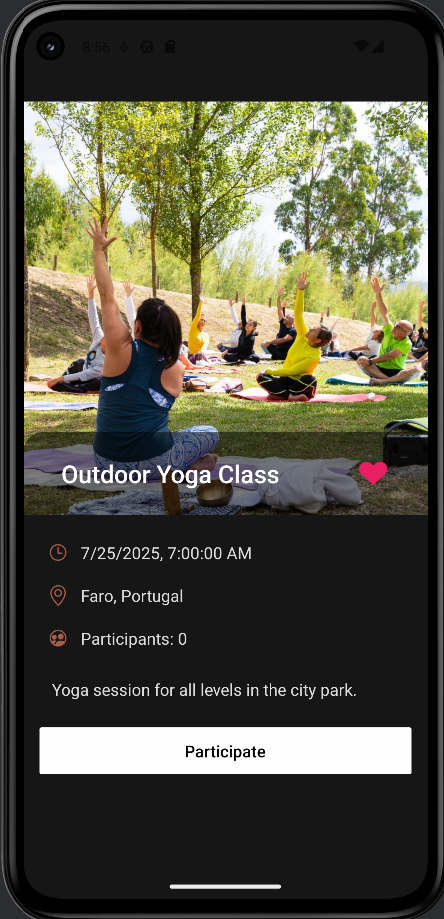 8:56
Outdoor Yoga Class
7/25/2025, 7:00:00 AM
Faro, Portugal
Participants: 0
Yoga session for all levels in the city park.
Participate